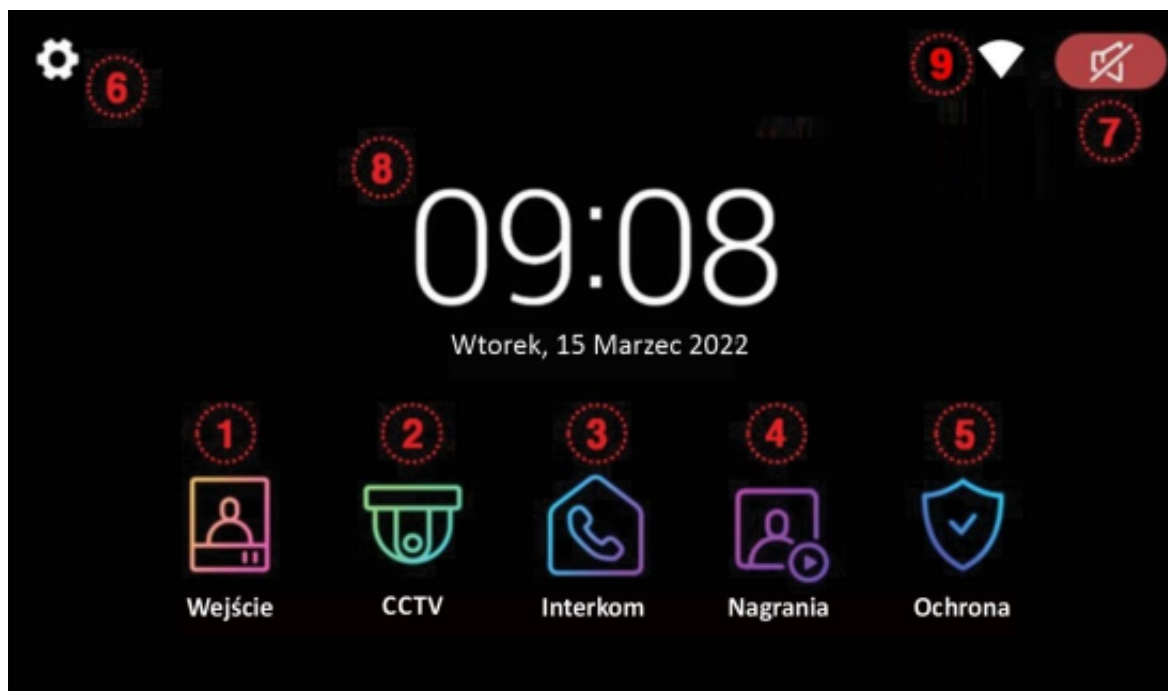 6
9
7
8
09:08
Wtorek, 15 Marzec 2022
1 2 3 4 5
Wejście CCTV Interkom Nagrania Ochrona